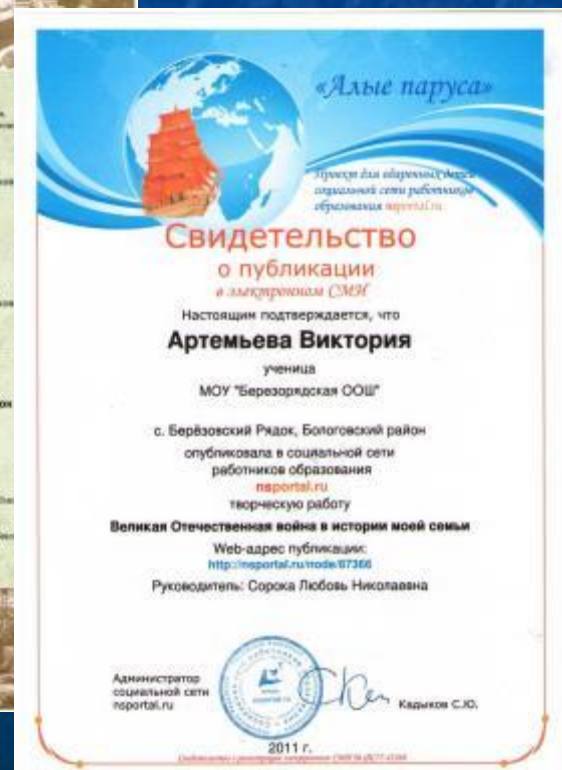 «Алые паруса»
Проект для одаренных детей
социальной сети работников
образования nsportal.ru
Свидетельство
о публикации
в электронном СМИ
Настоящим подтверждается, что
Артемьева Виктория
ученица
МОУ "Березорядская ООШ"
с. Берёзовский Рядок, Бологовский район
опубликовала в социальной сети
работников образования
nsportal.ru
творческую работу
Великая Отечественная война в истории моей семьи
Web-адрес публикации:
http://nsportal.ru/node/67366
Руководитель: Сорока Любовь Николаевна
Администратор
социальной сети
nsportal.ru
Кадыков С.Ю.
2011 г.